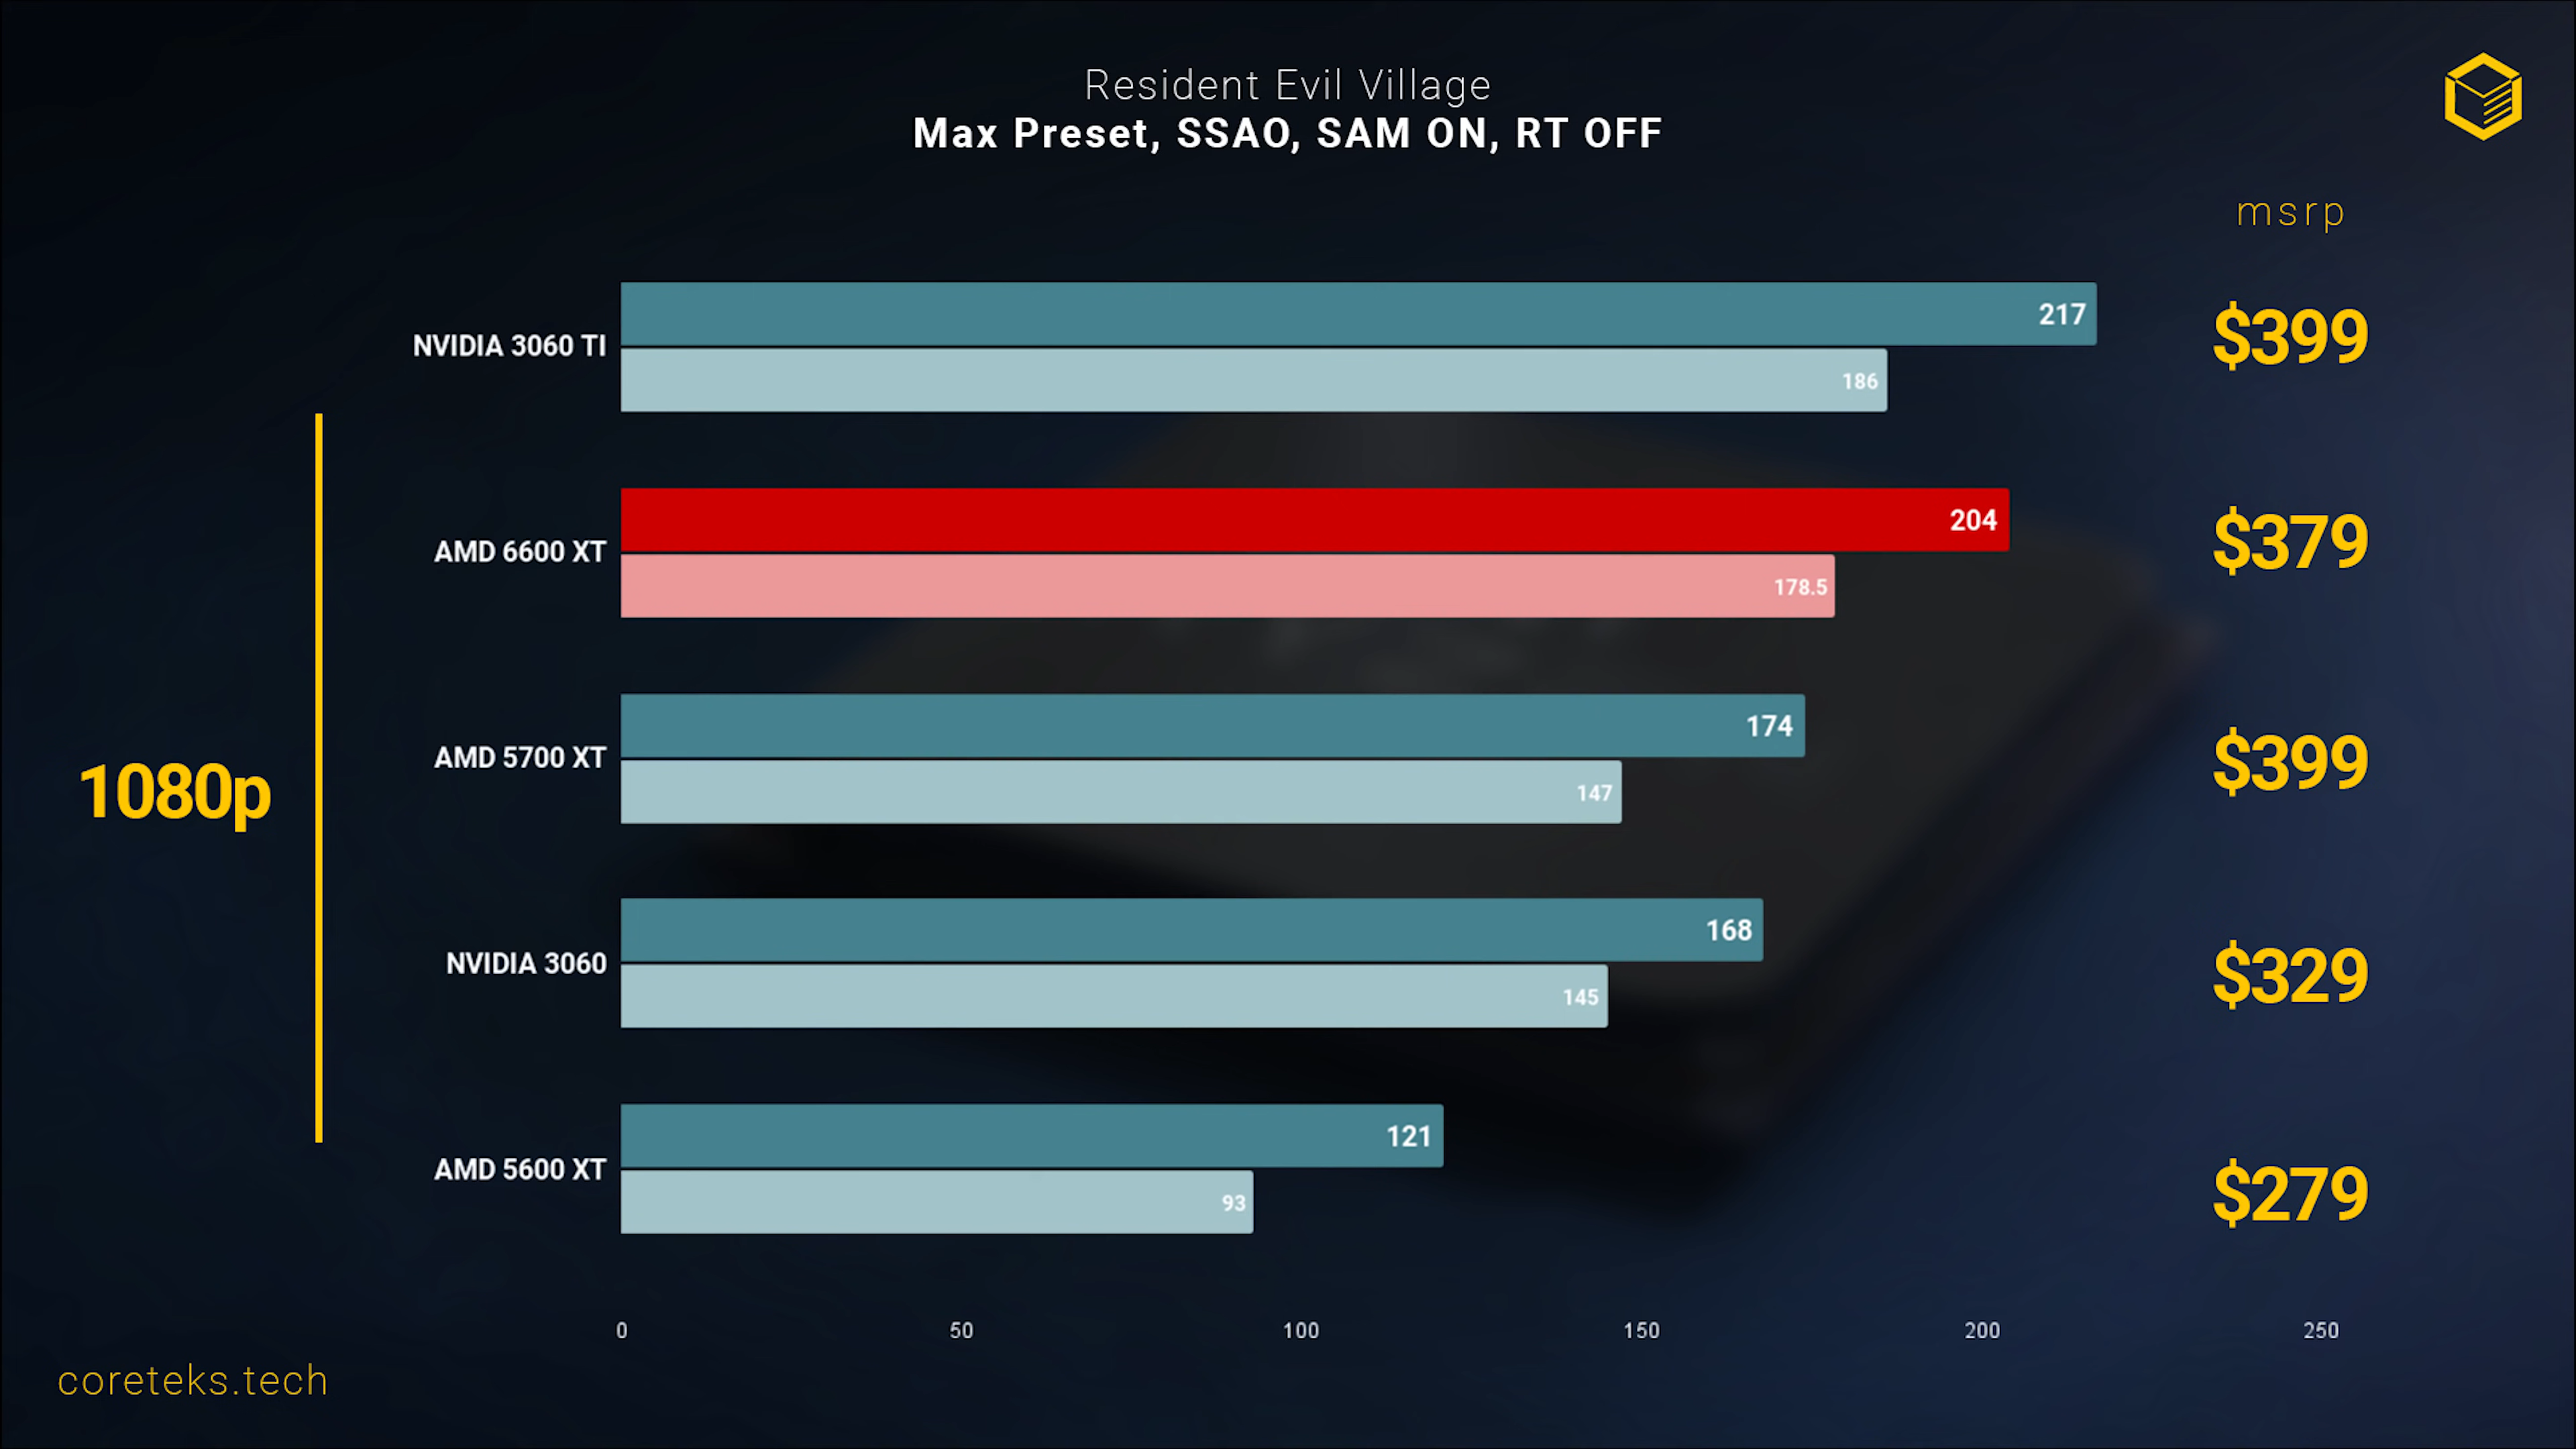 Resident Evil Village
Max Preset, SSAO, SAM ON, RT OFF
msrp
NVIDIA 3060 TI
217
186
$399
AMD 6600 XT
204
178.5
$379
1080p
AMD 5700 XT
174
147
$399
NVIDIA 3060
168
145
$329
AMD 5600 XT
121
93
$279
0 50 100 150 200 250
coreteks.tech